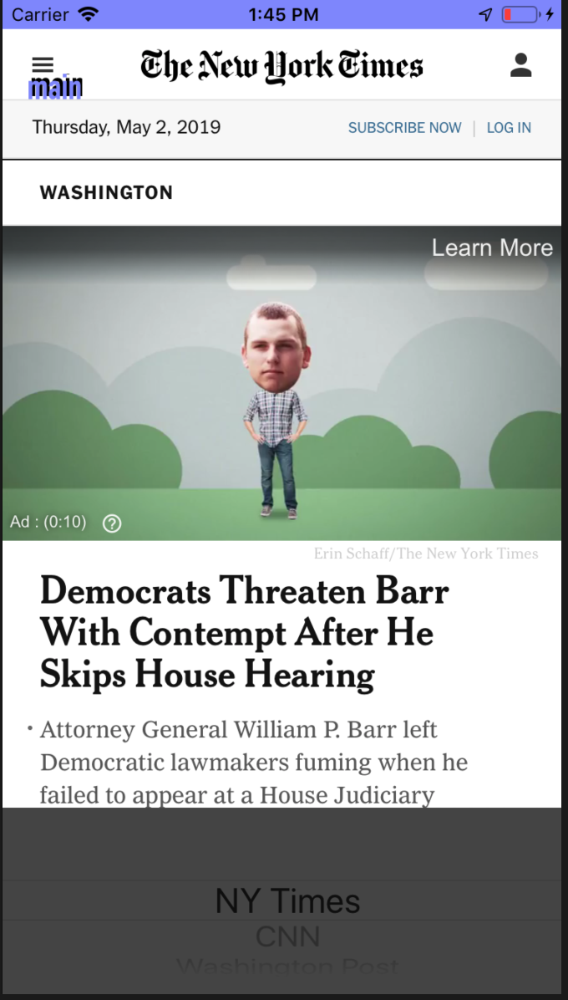 Carrier 1:45 PM
The New York Times
main
Thursday, May 2, 2019 SUBSCRIBE NOW | LOG IN
WASHINGTON
Learn More
Ad : (0:10) ?
Erin Schaff/The New York Times
Democrats Threaten Barr
With Contempt After He
Skips House Hearing
• Attorney General William P. Barr left
Democratic lawmakers fuming when he
failed to appear at a House Judiciary
NY Times
CNN
Washington Post